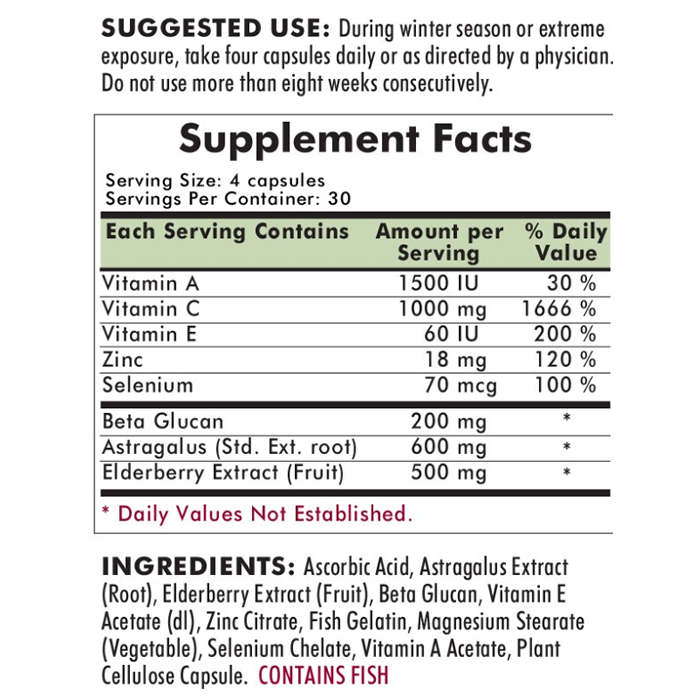 SUGGESTED USE: During winter season or extreme
exposure, take four capsules daily or as directed by a physician.
Do not use more than eight weeks consecutively.
Supplement Facts
Serving Size: 4 capsules
Servings Per Container: 30
Each Serving Contains Amount per Serving % Daily Value
Vitamin A 1500 IU 30 %
Vitamin C 1000 mg 1666 %
Vitamin E 60 IU 200 %
Zinc 18 mg 120 %
Selenium 70 mcg 100 %
Beta Glucan 200 mg *
Astragalus (Std. Ext. root) 600 mg *
Elderberry Extract (Fruit) 500 mg *
* Daily Values Not Established.
INGREDIENTS: Ascorbic Acid, Astragalus Extract
(Root), Elderberry Extract (Fruit), Beta Glucan, Vitamin E
Acetate (dl), Zinc Citrate, Fish Gelatin, Magnesium Stearate
(Vegetable), Selenium Chelate, Vitamin A Acetate, Plant
Cellulose Capsule. CONTAINS FISH